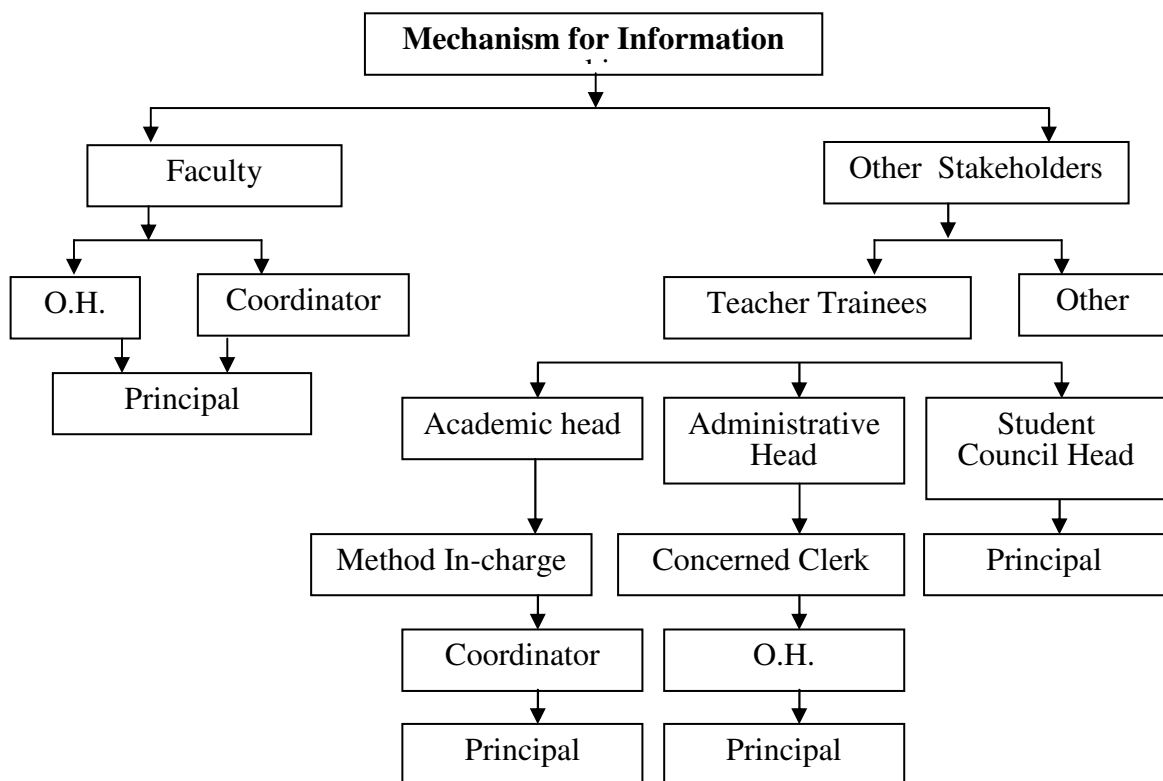 Mechanism for Information
Faculty
Other Stakeholders
O.H.
Coordinator
Teacher Trainees
Other
Principal
Academic head
Administrative
Head
Student
Council Head
Method In-charge
Concerned Clerk
Principal
Coordinator
O.H.
Principal
Principal